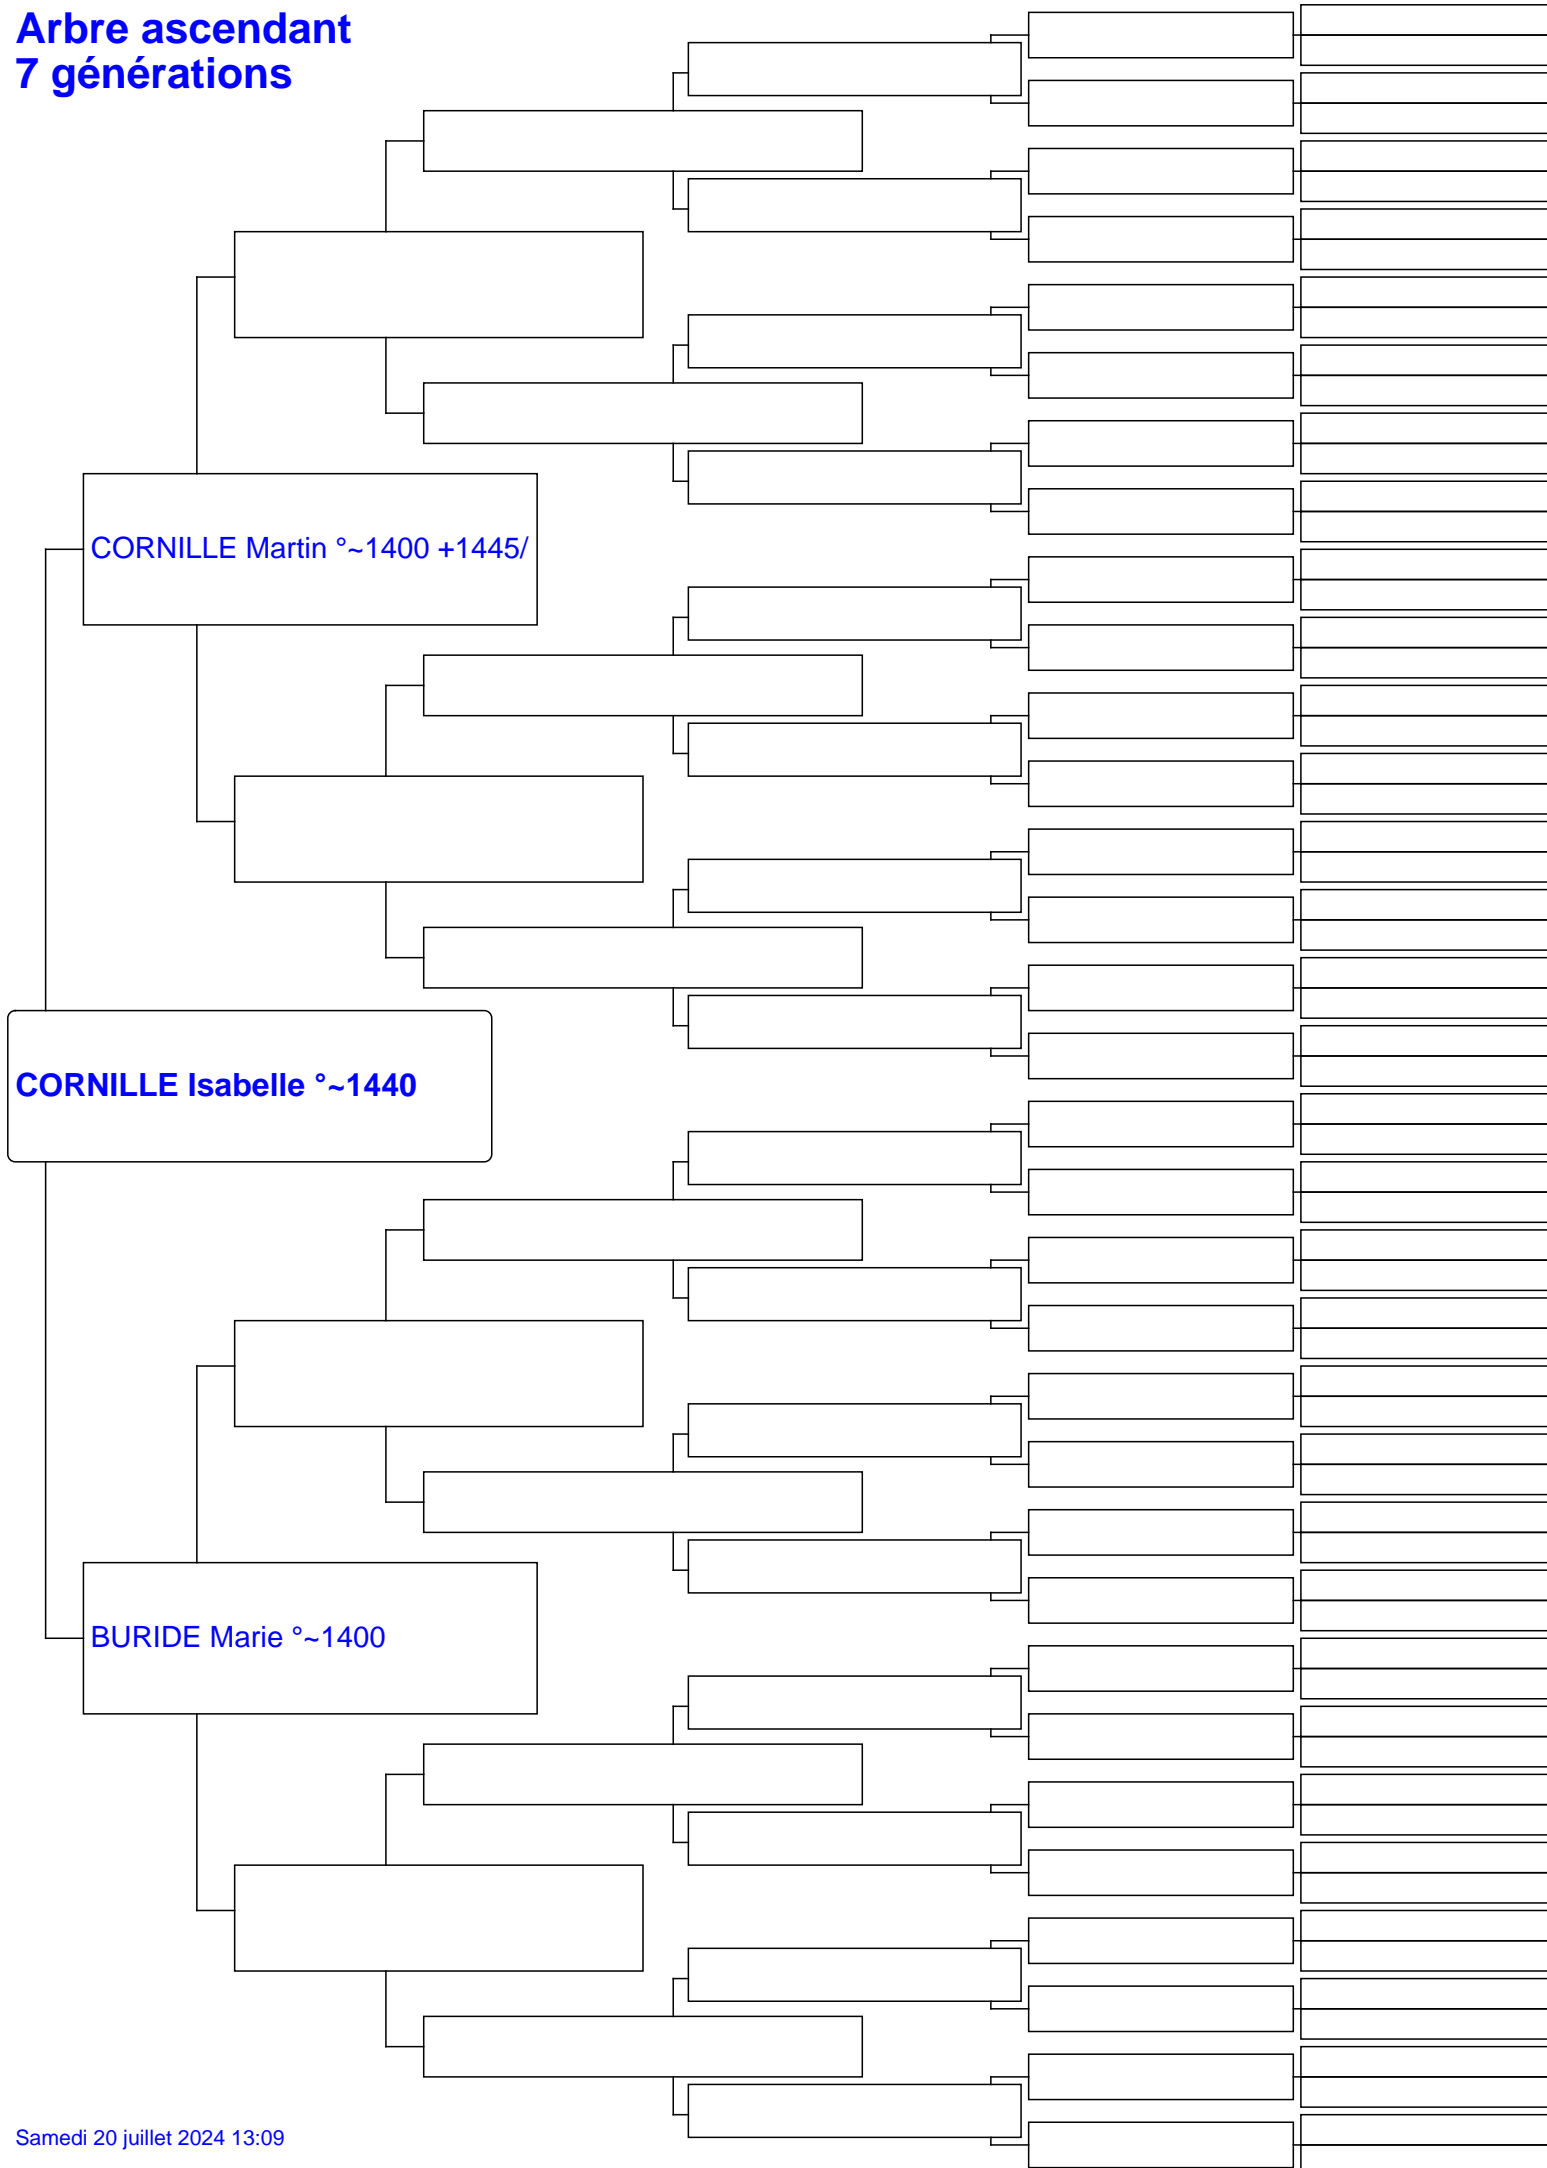 Arbre ascendant
7 générations
CORNILLE Martin °~1400 +1445/
CORNILLE Isabelle °~1440
BURIDE Marie °~1400
Samedi 20 juillet 2024 13:09